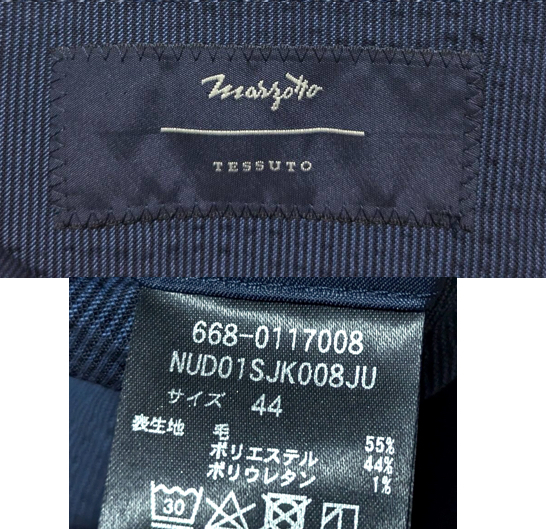 Marzotto
TESSUTO
668-0117008
NUD01SJK008JU
サイズ 44
表生地 毛 55%
ポリエステル 44%
ポリウレタン 1%
30